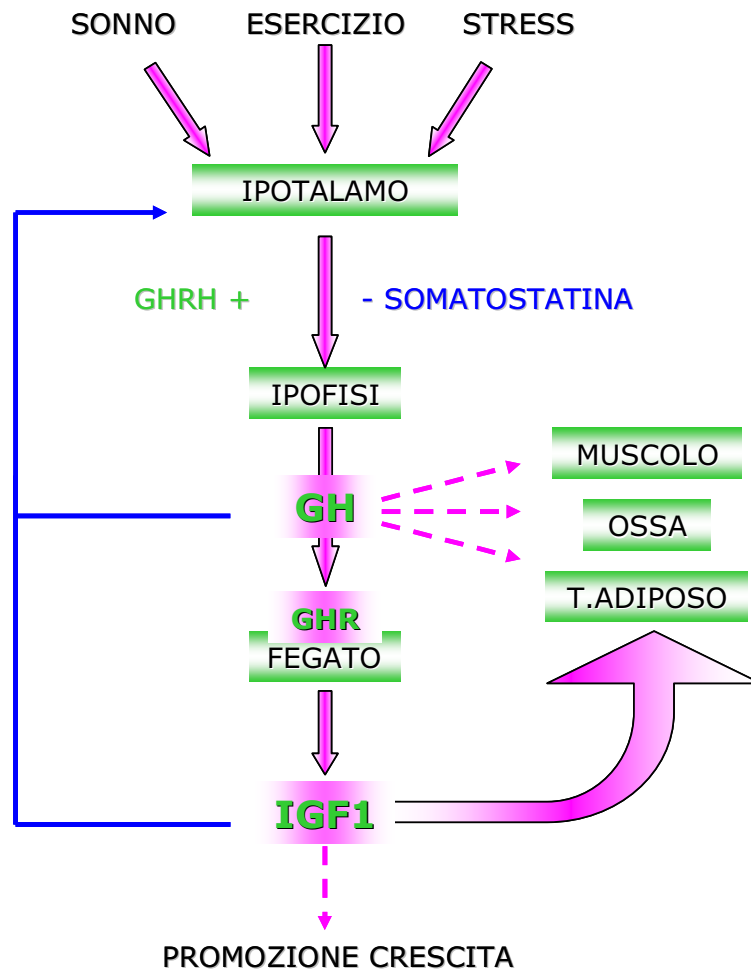 SONNO ESERCIZIO STRESS
IPOTALAMO
GHRH + - SOMATOSTATINA
IPOFISI
MUSCOLO
GH
OSSA
T.ADIPOSO
GHR
FEGATO
IGF1
PROMOZIONE CRESCITA